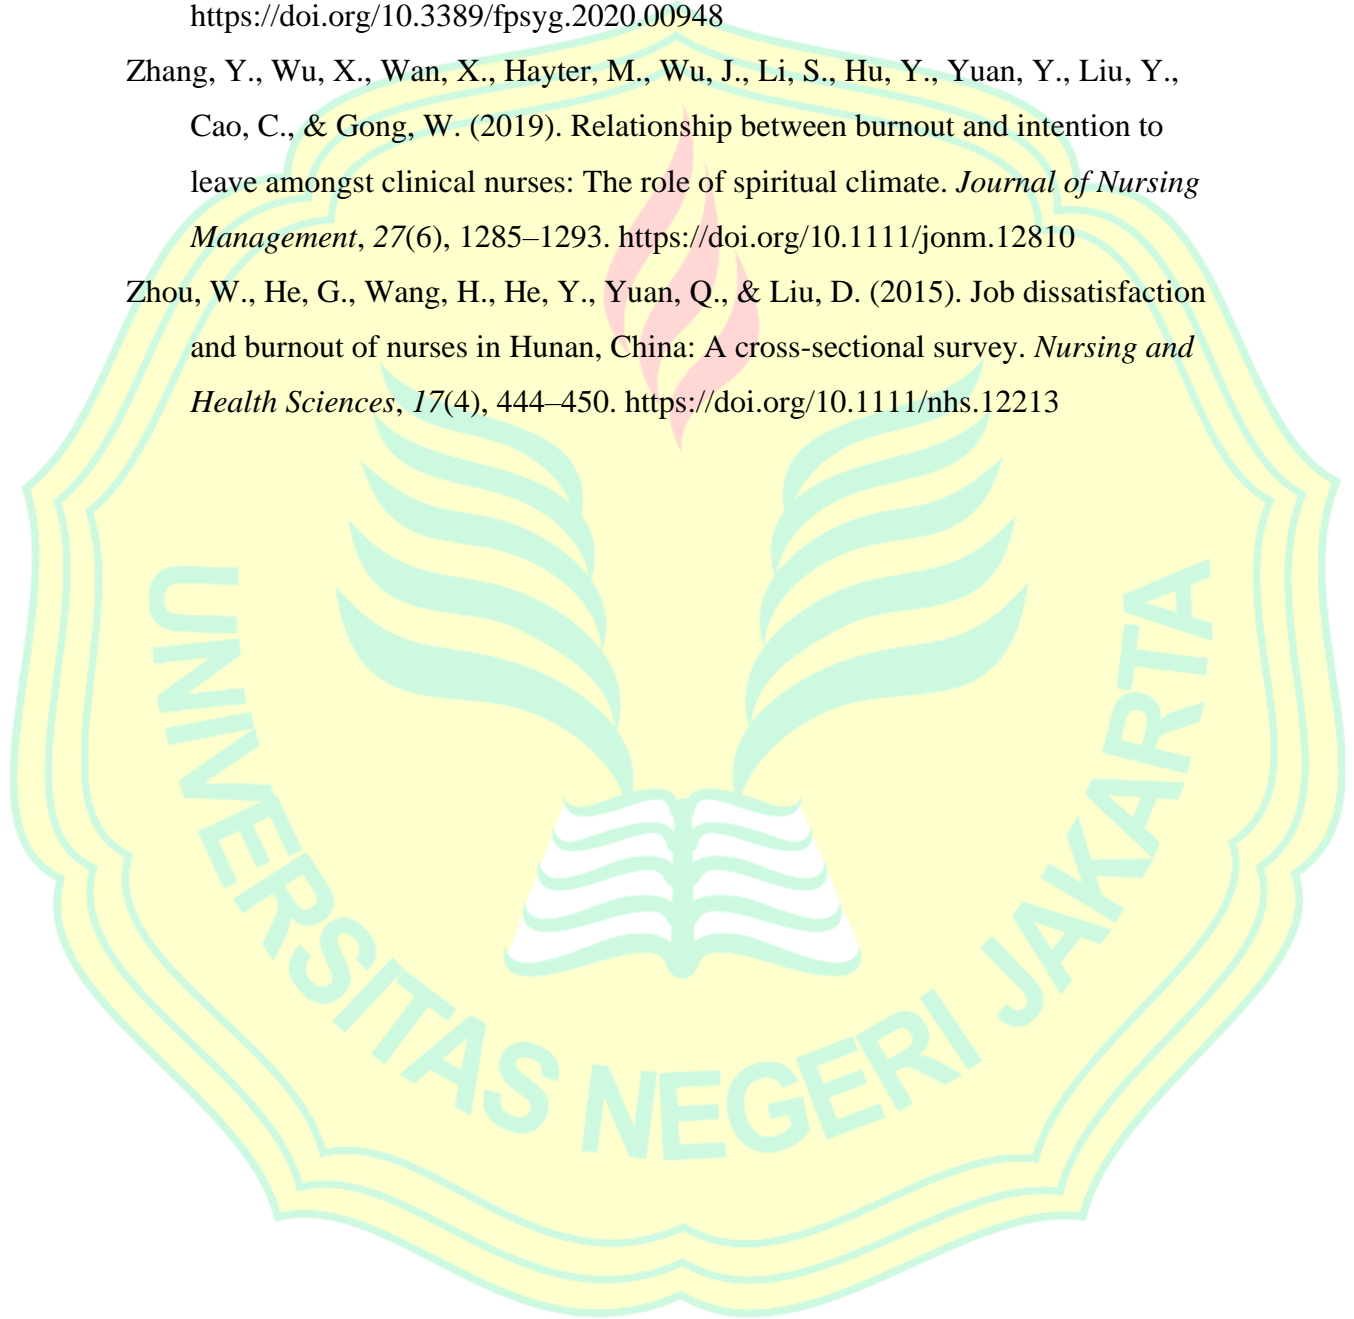 https://doi.org/10.3389/fpsyg.2020.00948
Zhang, Y., Wu, X., Wan, X., Hayter, M., Wu, J., Li, S., Hu, Y., Yuan, Y., Liu, Y.,
Cao, C., & Gong, W. (2019). Relationship between burnout and intention to
leave amongst clinical nurses: The role of spiritual climate. Journal of Nursing
Management, 27(6), 1285–1293. https://doi.org/10.1111/jonm.12810
Zhou, W., He, G., Wang, H., He, Y., Yuan, Q., & Liu, D. (2015). Job dissatisfaction
and burnout of nurses in Hunan, China: A cross-sectional survey. Nursing and
Health Sciences, 17(4), 444–450. https://doi.org/10.1111/nhs.12213
UNIVERSITAS NEGERI JAKARTA